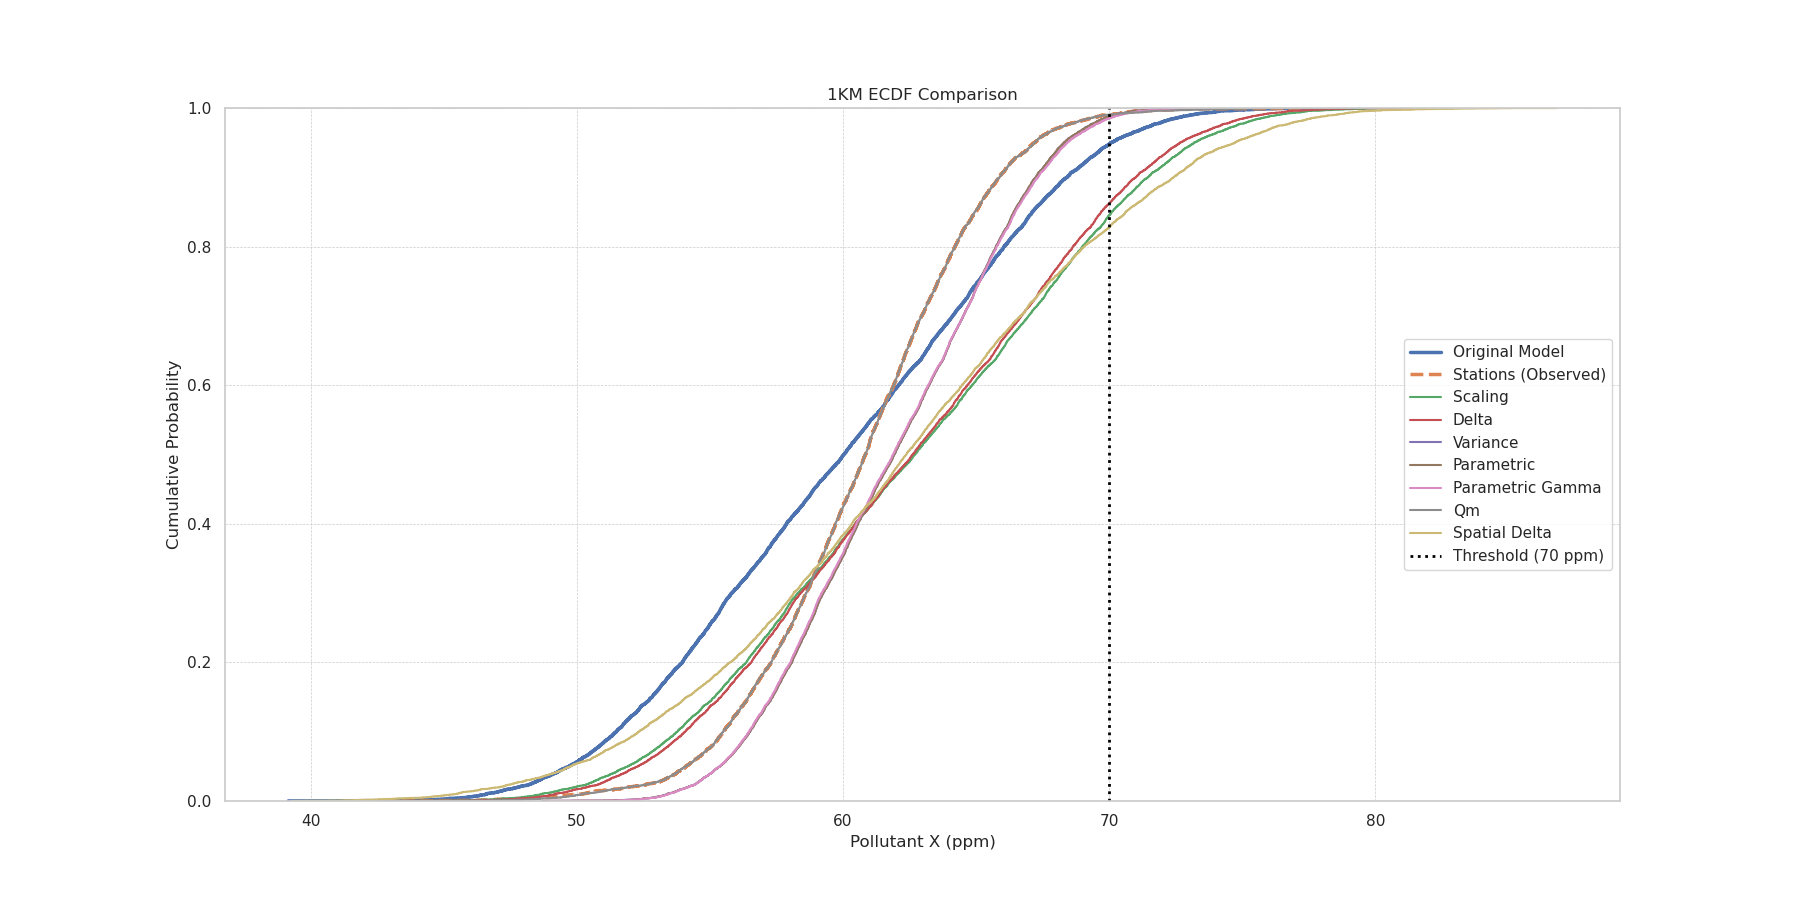 1KM ECDF Comparison
1.0
0.8
0.6
0.4
0.2
0.0
Cumulative Probability
Original Model
Stations (Observed)
Scaling
Delta
Variance
Parametric
Parametric Gamma
Qm
Spatial Delta
Threshold (70 ppm)
40 50 60 70 80
Pollutant X (ppm)